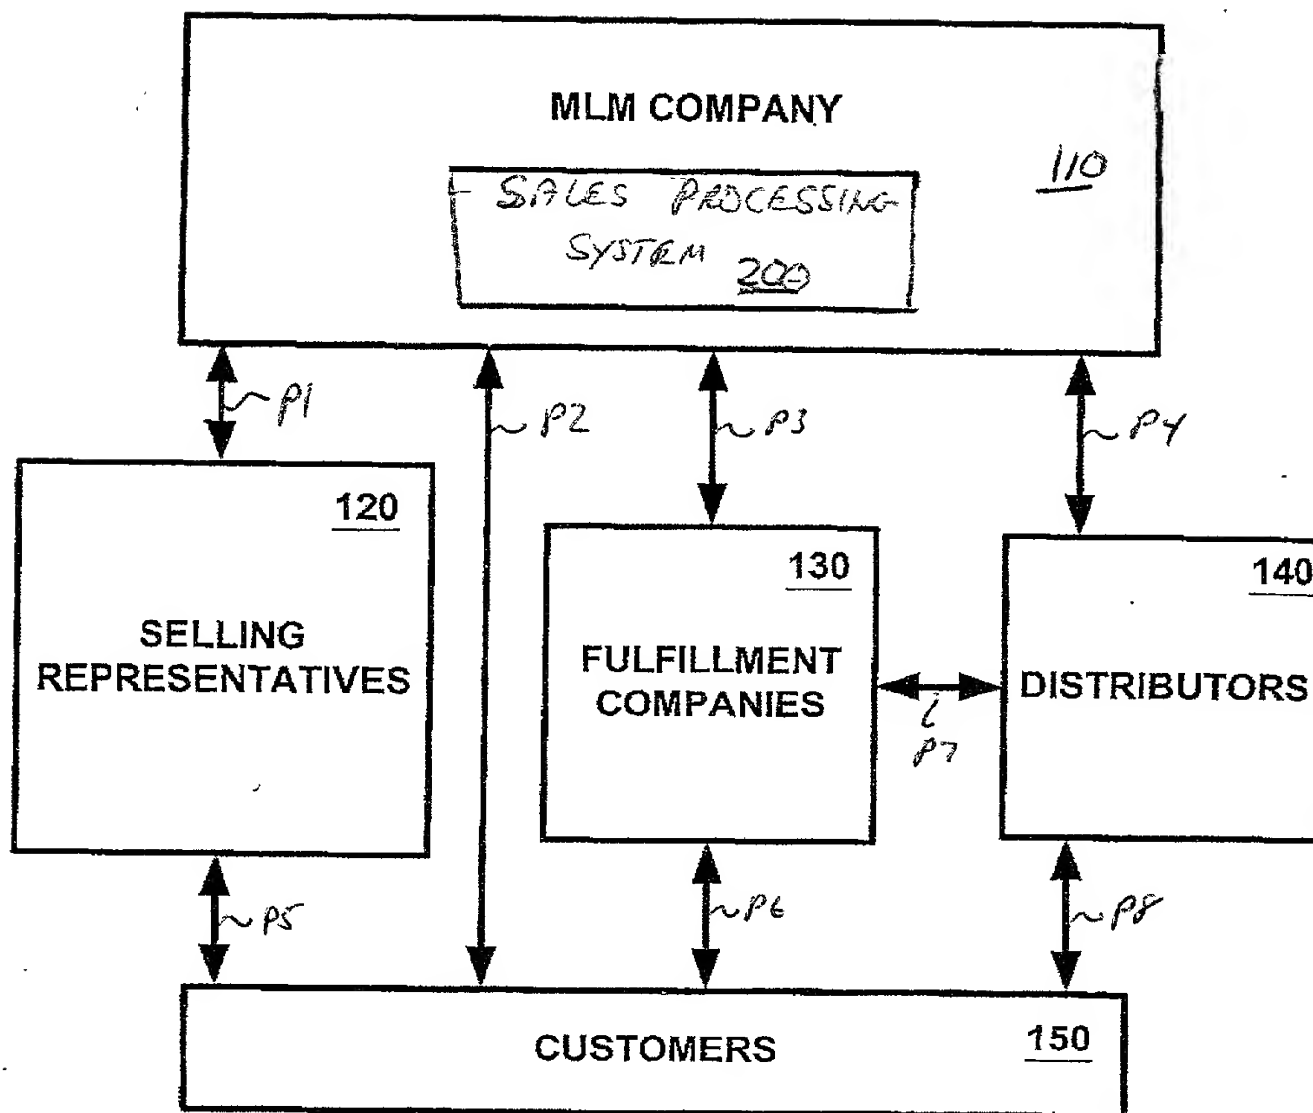 MLM COMPANY
110
SALES PROCESSING
SYSTEM 200
P1
P2
P3
P4
120
SELLING
REPRESENTATIVES
130
FULFILLMENT
COMPANIES
140
DISTRIBUTORS
P7
P5
P6
P8
CUSTOMERS
150